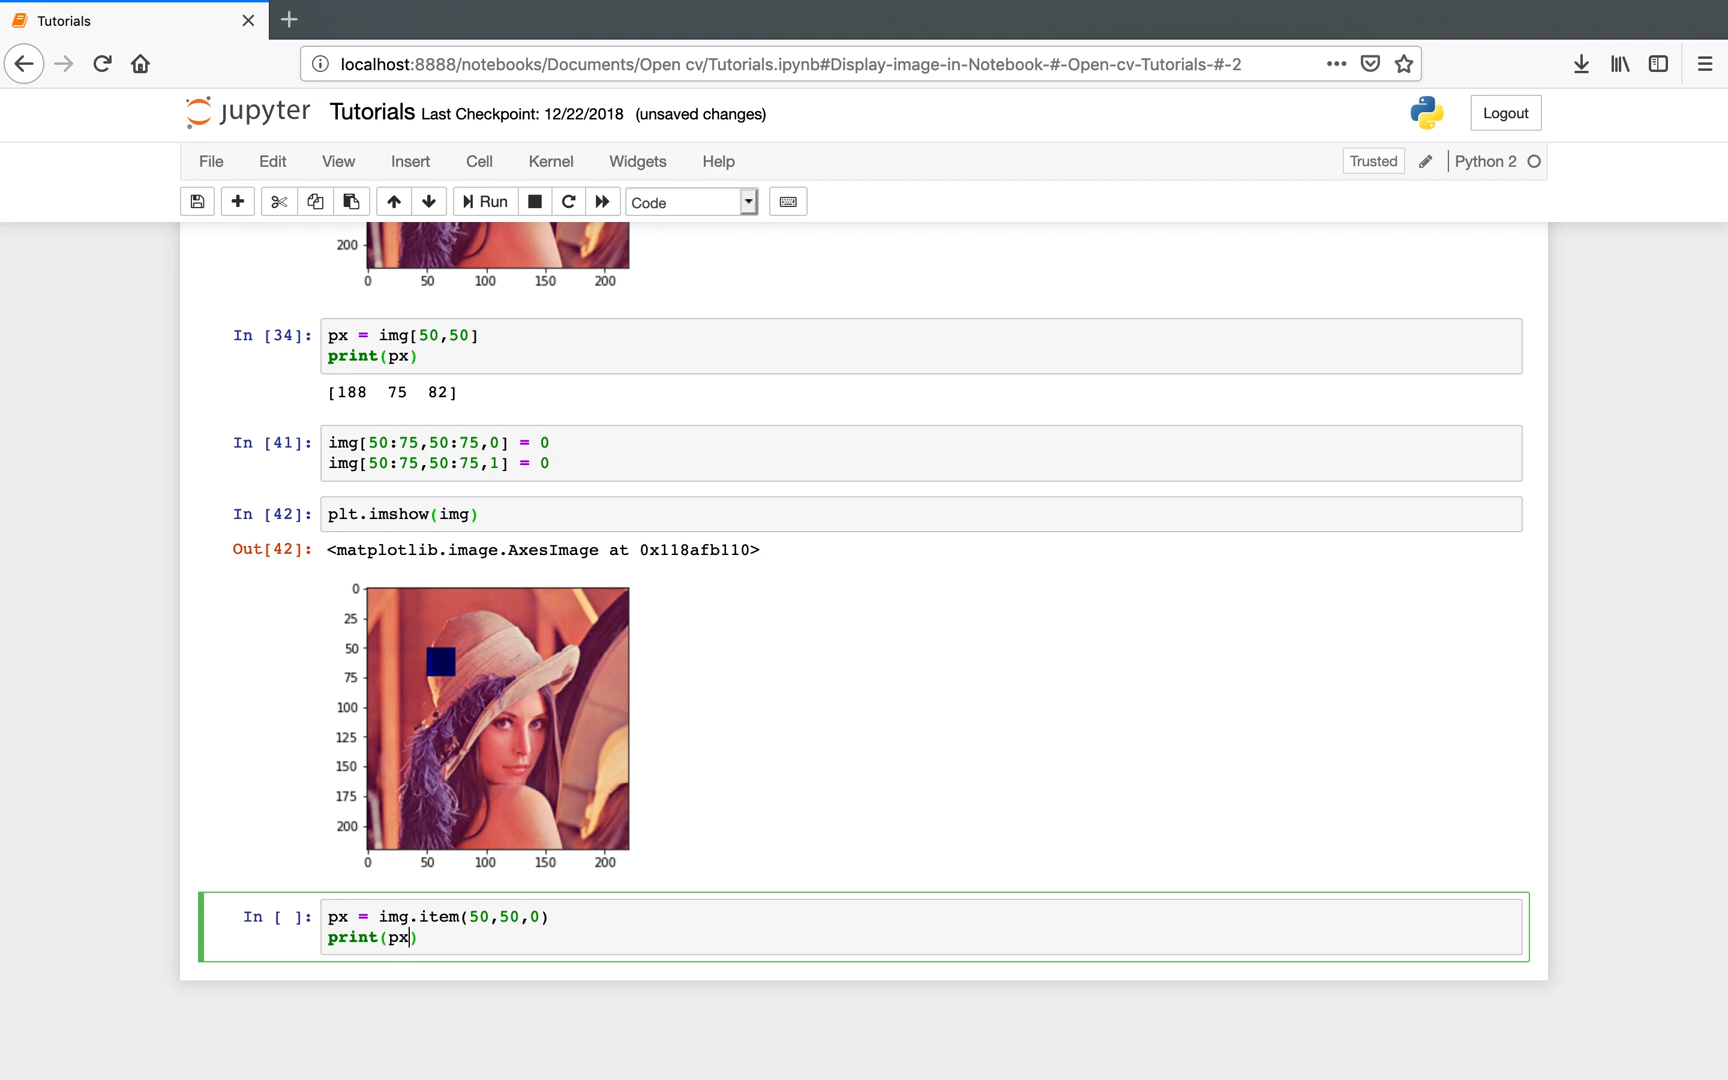 Tutorials
localhost:8888/notebooks/Documents/Open cv/Tutorials.ipynb#Display-image-in-Notebook-#-Open-cv-Tutorials-#-2
jupyter Tutorials Last Checkpoint: 12/22/2018 (unsaved changes)
Logout
File Edit View Insert Cell Kernel Widgets Help
Trusted Python 2
Run Code
200
0 50 100 150 200
In [34]: px = img[50,50]
print(px)
[188  75  82]
In [41]: img[50:75,50:75,0] = 0
img[50:75,50:75,1] = 0
In [42]: plt.imshow(img)
Out[42]: <matplotlib.image.AxesImage at 0x118afb110>
0
25
50
75
100
125
150
175
200
0 50 100 150 200
In [ ]: px = img.item(50,50,0)
print(px)